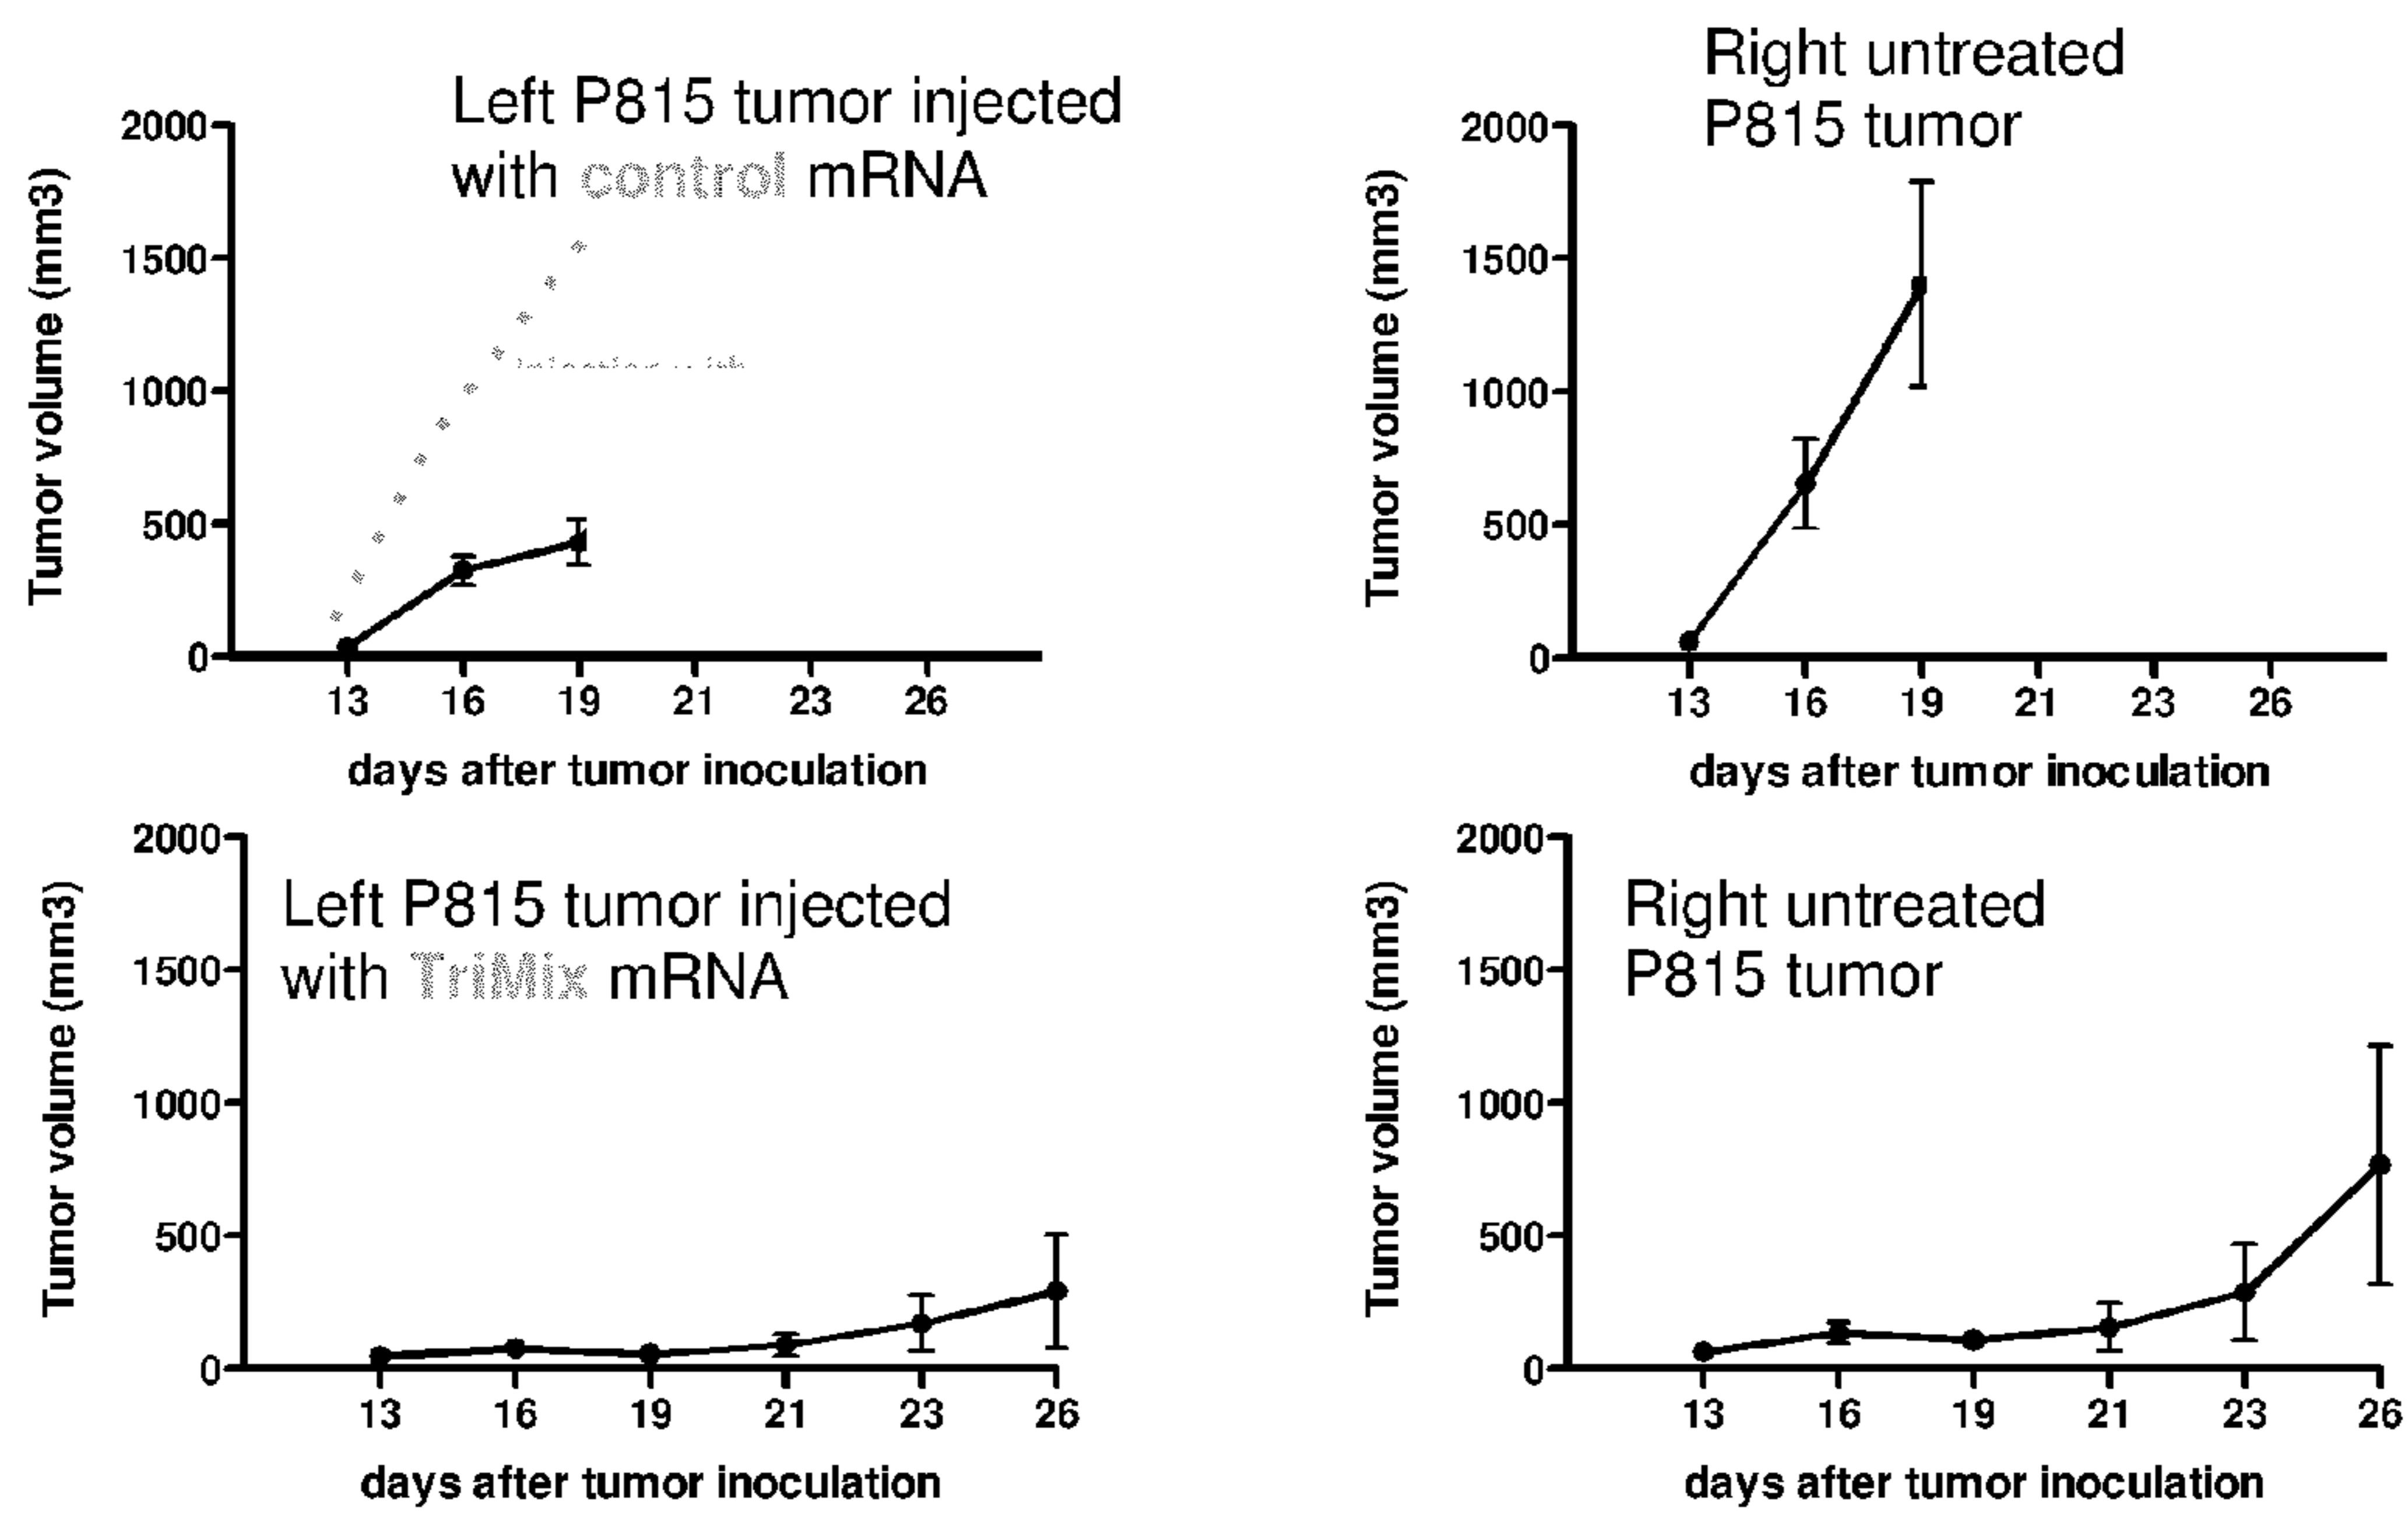 Left P815 tumor injected
with control mRNA
Tumor volume (mm3)
2000
1500
1000
500
0
13 16 19 21 23 26
days after tumor inoculation
Right untreated
P815 tumor
Tumor volume (mm3)
2000
1500
1000
500
0
13 16 19 21 23 26
days after tumor inoculation
Left P815 tumor injected
with TriMix mRNA
Tumor volume (mm3)
2000
1500
1000
500
0
13 16 19 21 23 26
days after tumor inoculation
Right untreated
P815 tumor
Tumor volume (mm3)
2000
1500
1000
500
0
13 16 19 21 23 26
days after tumor inoculation